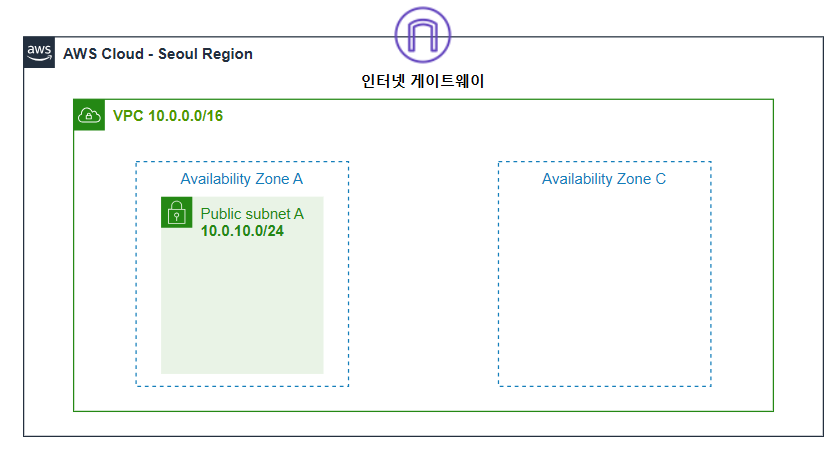 aws
AWS Cloud - Seoul Region
인터넷 게이트웨이
VPC 10.0.0.0/16
Availability Zone A
Public subnet A
10.0.10.0/24
Availability Zone C